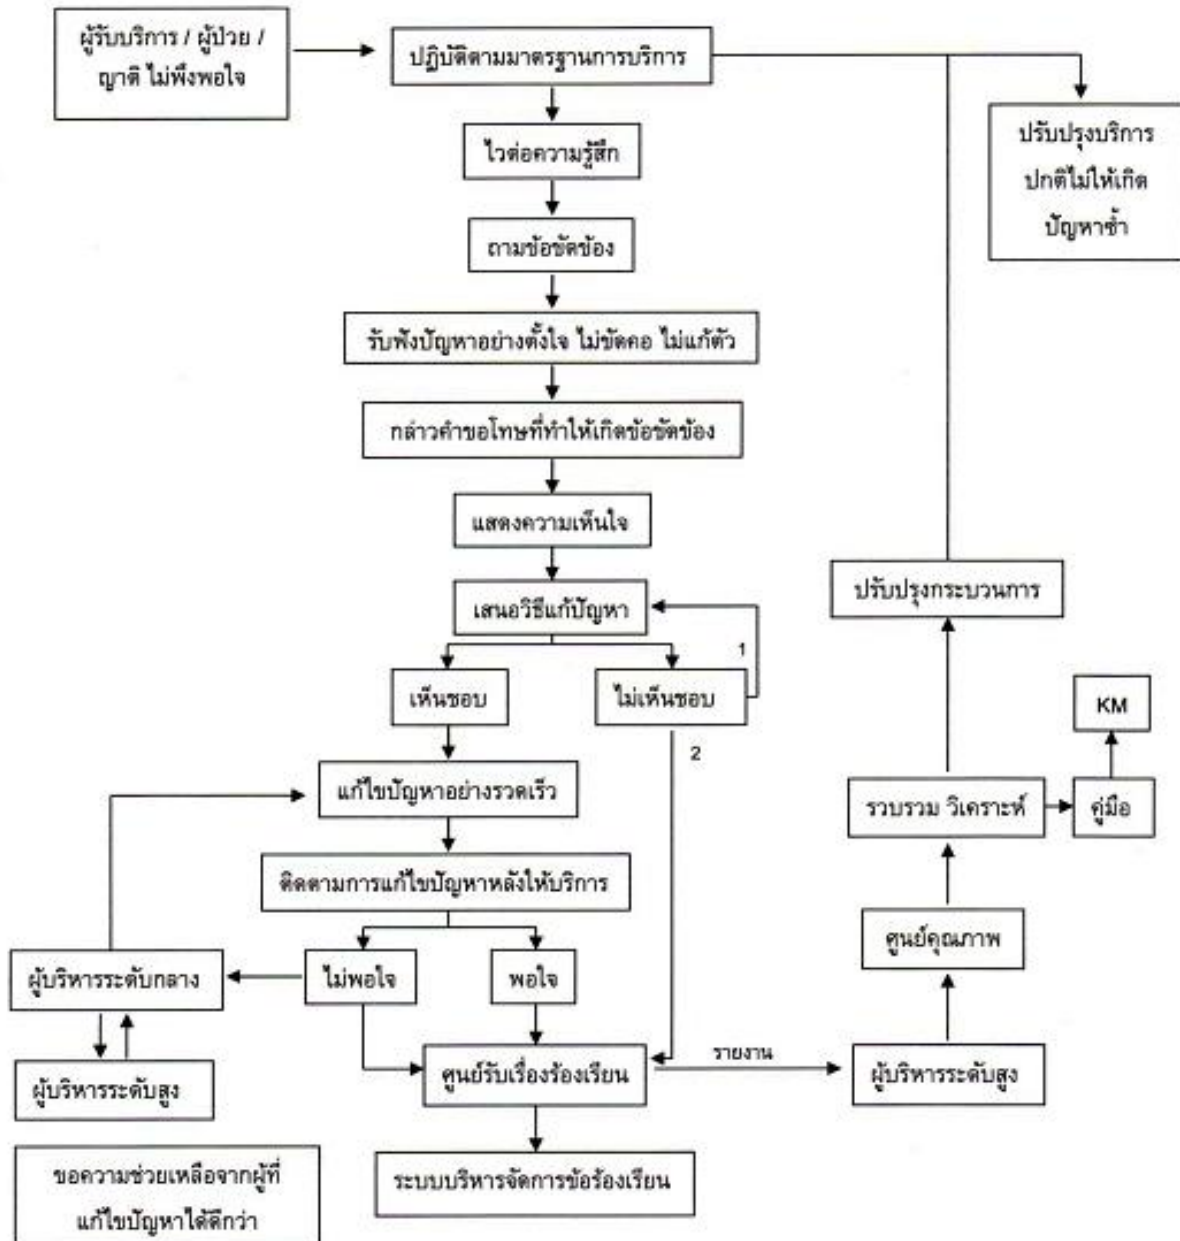 ผู้รับบริการ / ผู้ป่วย /
ญาติ ไม่พึงพอใจ
ปฏิบัติตามมาตรฐานการบริการ
ปรับปรุงบริการ
ปกติไม่ให้เกิด
ปัญหาซ้ำ
ไวต่อความรู้สึก
ถามข้อขัดข้อง
รับฟังปัญหาอย่างตั้งใจ ไม่ขัดคอ ไม่แก้ตัว
กล่าวคำขอโทษที่ทำให้เกิดข้อขัดข้อง
แสดงความเห็นใจ
เสนอวิธีแก้ปัญหา
1
เห็นชอบ
ไม่เห็นชอบ
2
แก้ไขปัญหาอย่างรวดเร็ว
ติดตามการแก้ไขปัญหาหลังให้บริการ
ไม่พอใจ
พอใจ
ผู้บริหารระดับกลาง
ผู้บริหารระดับสูง
ขอความช่วยเหลือจากผู้ที่
แก้ไขปัญหาได้ดีกว่า
ศูนย์รับเรื่องร้องเรียน
ระบบบริหารจัดการข้อร้องเรียน
รายงาน
ผู้บริหารระดับสูง
ศูนย์คุณภาพ
รวบรวม วิเคราะห์
คู่มือ
KM
ปรับปรุงกระบวนการ